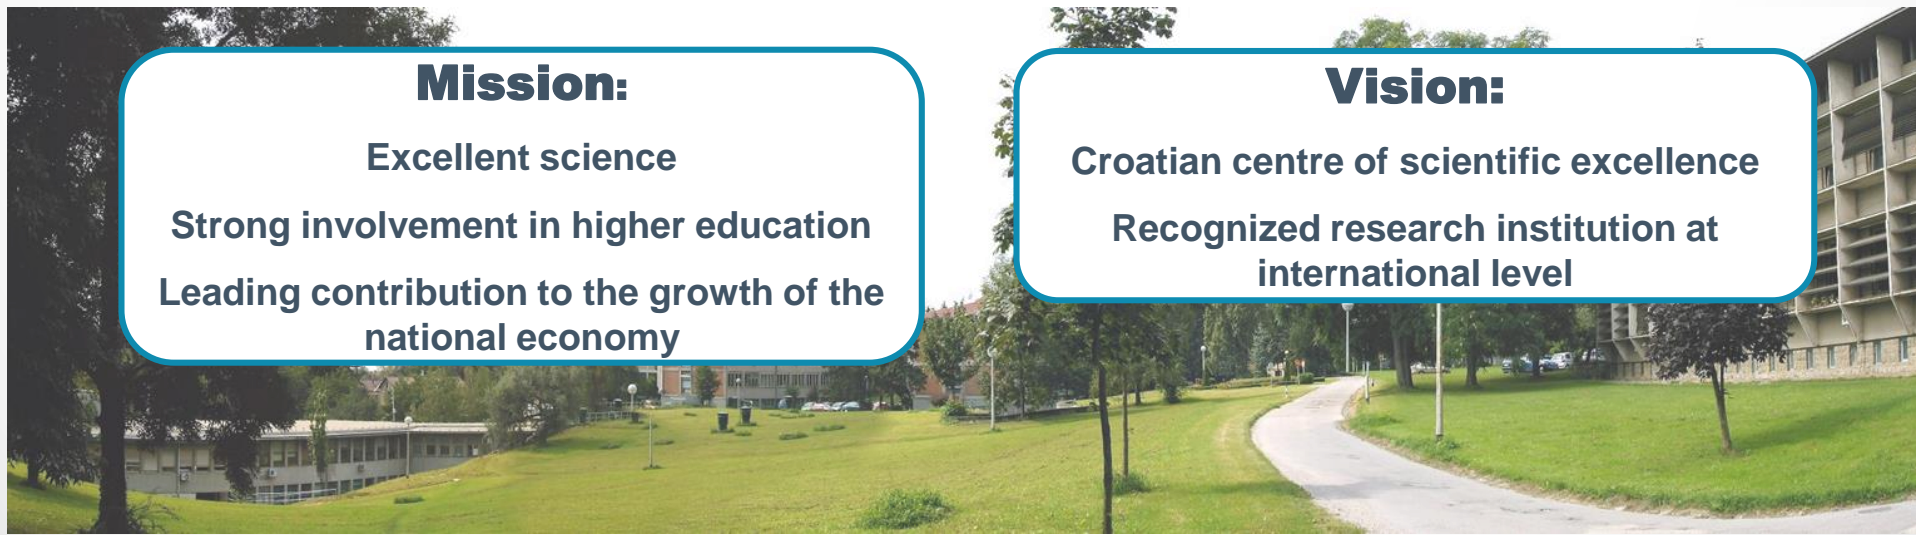 Mission:
Excellent science
Strong involvement in higher education
Leading contribution to the growth of the
national economy
Vision:
Croatian centre of scientific excellence
Recognized research institution at
international level